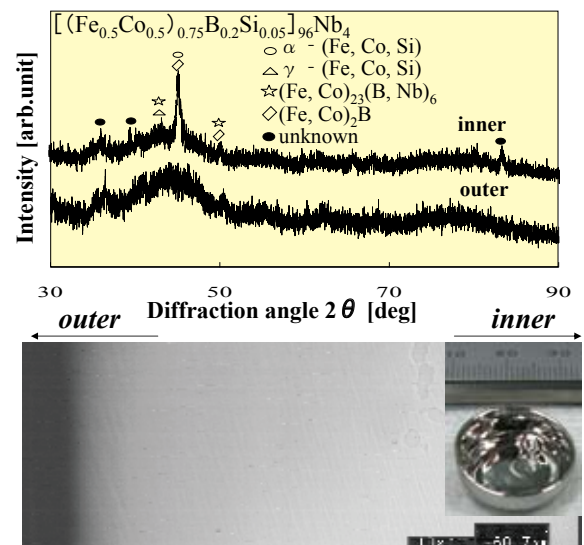 [(Fe0.5Co0.5)0.75B0.2Si0.05]96Nb4
α - (Fe, Co, Si)
γ - (Fe, Co, Si)
(Fe, Co)23(B, Nb)6
(Fe, Co)2B
unknown
inner
outer
Intensity [arb.unit]
30 50 70 90
Diffraction angle 2θ [deg]
outer inner